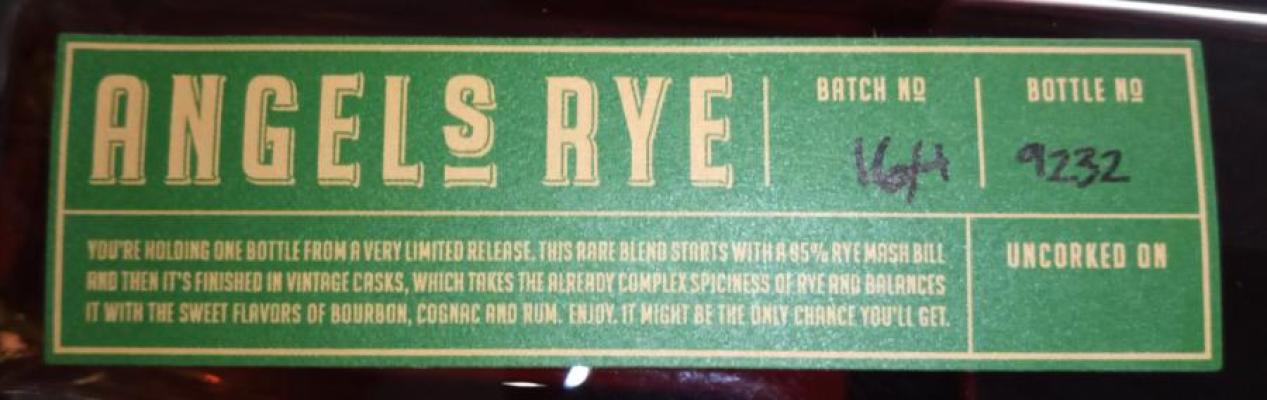 ANGELS RYE
BATCH Nº
BOTTLE Nº
9232
YOU'RE HOLDING ONE BOTTLE FROM A VERY LIMITED RELEASE. THIS RARE BLEND STARTS WITH A 95% RYE MASH BILL
AND THEN IT'S FINISHED IN VINTAGE CASKS, WHICH TAKES THE ALREADY COMPLEX SPICINESS OF RYE AND BALANCES
IT WITH THE SWEET FLAVORS OF BOURBON, COGNAC AND RUM. ENJOY. IT MIGHT BE THE ONLY CHANCE YOU'LL GET.
UNCORKED ON